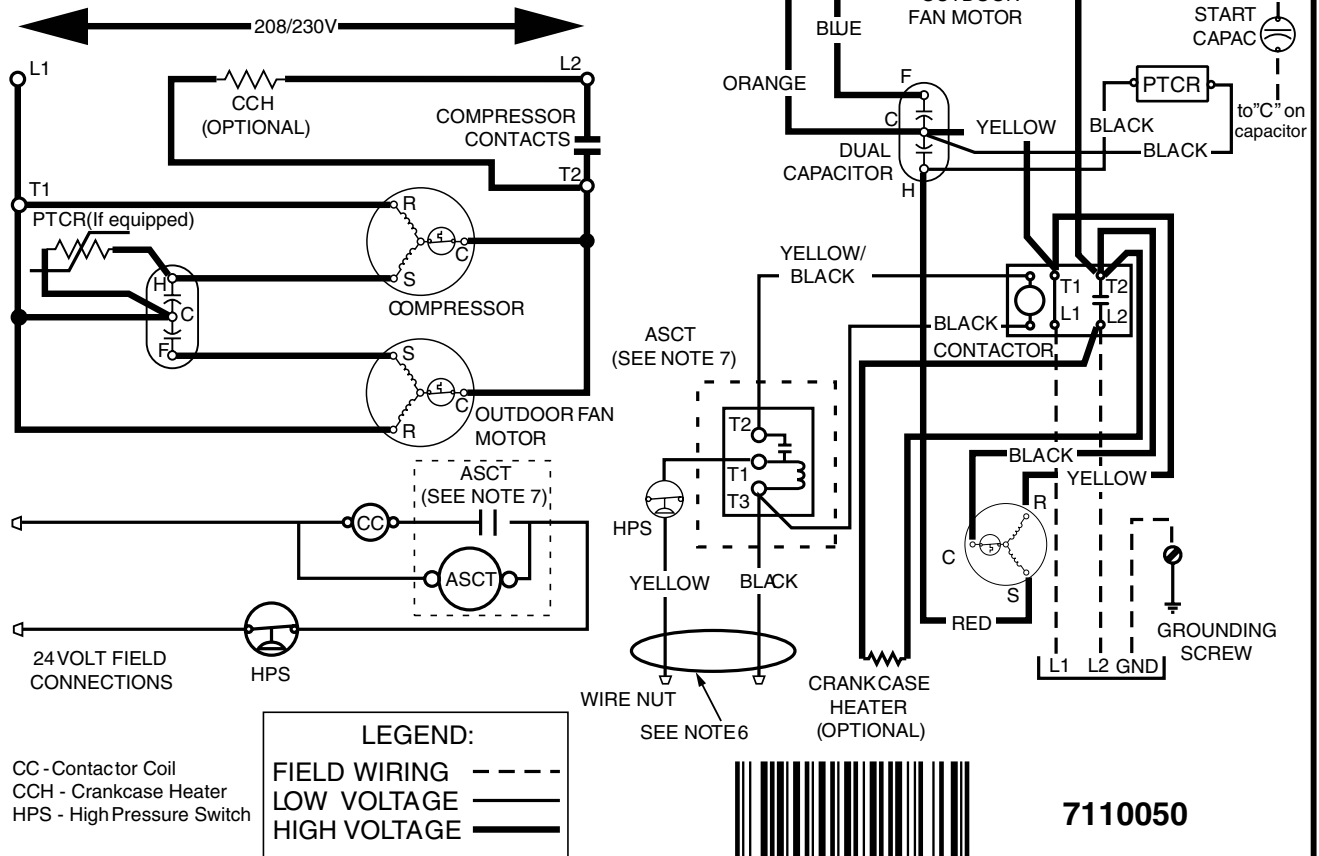 208/230V
L1
L2
CCH
(OPTIONAL)
COMPRESSOR
CONTACTS
T2
T1
PTCR(If equipped)
R
C
S
COMPRESSOR
H
C
F
S
C
R
OUTDOOR FAN
MOTOR
ASCT
(SEE NOTE 7)
CC
ASCT
HPS
24 VOLT FIELD
CONNECTIONS
CC - Contactor Coil
CCH - Crankcase Heater
HPS - High Pressure Switch
LEGEND:
FIELD WIRING
LOW VOLTAGE
HIGH VOLTAGE
BLUE
FAN MOTOR
START
CAPAC
ORANGE
F
C
H
DUAL
CAPACITOR
YELLOW
PTCR
BLACK
BLACK
to"C" on
capacitor
YELLOW/
BLACK
T1
T2
L1
L2
BLACK
CONTACTOR
ASCT
(SEE NOTE 7)
T2
T1
T3
HPS
YELLOW
BLACK
WIRE NUT
SEE NOTE 6
BLACK
YELLOW
R
C
S
RED
CRANKCASE
HEATER
(OPTIONAL)
L1 L2 GND
GROUNDING
SCREW
7110050